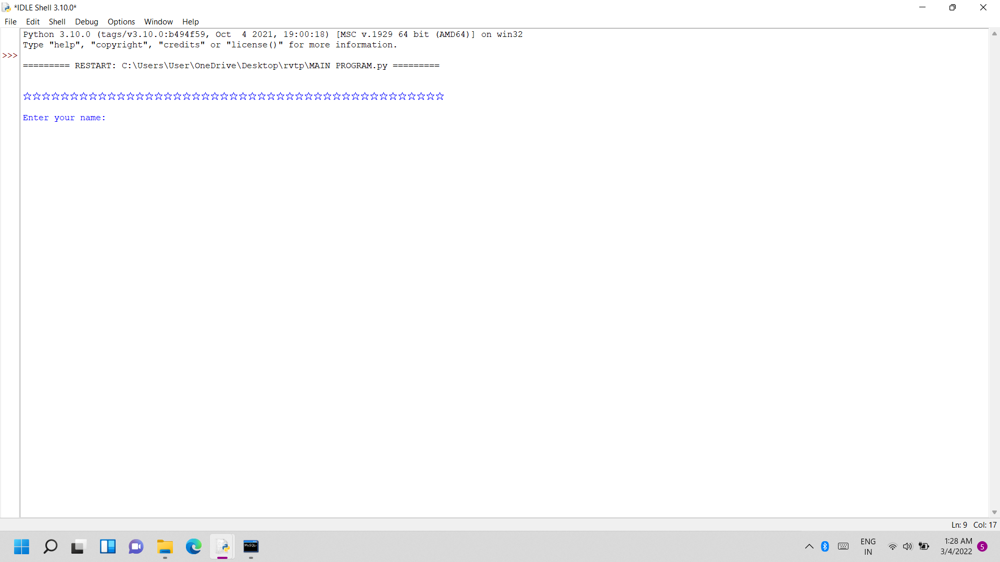 *IDLE Shell 3.10.0*
File Edit Shell Debug Options Window Help
Python 3.10.0 (tags/v3.10.0:b494f59, Oct  4 2021, 19:00:18) [MSC v.1929 64 bit (AMD64)] on win32
Type "help", "copyright", "credits" or "license()" for more information.
>>>
========= RESTART: C:\Users\User\OneDrive\Desktop\rvtp\MAIN PROGRAM.py =========
☆☆☆☆☆☆☆☆☆☆☆☆☆☆☆☆☆☆☆☆☆☆☆☆☆☆☆☆☆☆☆☆☆☆☆☆☆☆☆☆☆☆☆☆☆
Enter your name:
Ln: 9 Col: 17
MySQL
ENG
IN
1:28 AM
3/4/2022
5